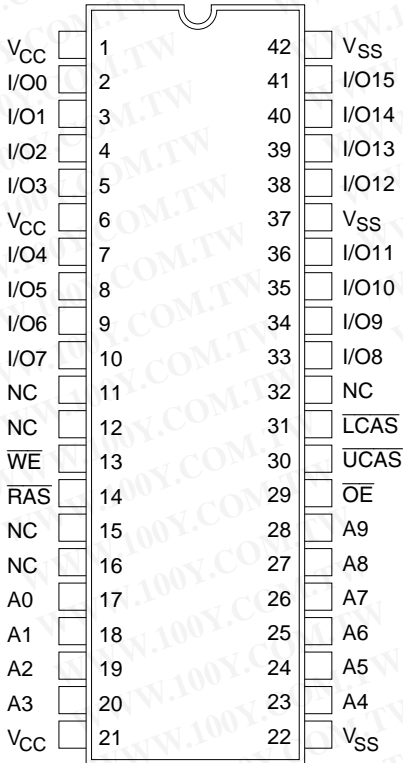 VCC 1 42 VSS
I/O0 2 41 I/O15
I/O1 3 40 I/O14
I/O2 4 39 I/O13
I/O3 5 38 I/O12
VCC 6 37 VSS
I/O4 7 36 I/O11
I/O5 8 35 I/O10
I/O6 9 34 I/O9
I/O7 10 33 I/O8
NC 11 32 NC
NC 12 31 LCAS
WE 13 30 UCAS
RAS 14 29 OE
NC 15 28 A9
NC 16 27 A8
A0 17 26 A7
A1 18 25 A6
A2 19 24 A5
A3 20 23 A4
VCC 21 22 VSS
WWW.100Y.COM.TW